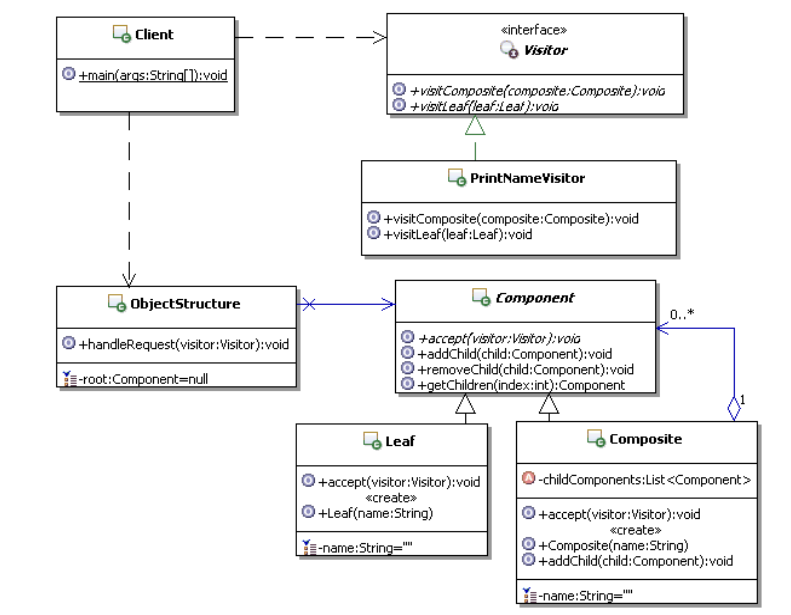 Client
+main(args:String[]):void
«interface»
Visitor
+visitComposite(composite:Composite):void
+visitLeaf(leaf:Leaf):void
PrintNameVisitor
+visitComposite(composite:Composite):void
+visitLeaf(leaf:Leaf):void
ObjectStructure
+handleRequest(visitor:Visitor):void
-root:Component=null
Component
+accept(visitor:Visitor):void
+addChild(child:Component):void
+removeChild(child:Component):void
+getChildren(index:int):Component
0..*
1
Leaf
+accept(visitor:Visitor):void
«create»
+Leaf(name:String)
-name:String=""
Composite
-childComponents:List<Component>
+accept(visitor:Visitor):void
«create»
+Composite(name:String)
+addChild(child:Component):void
-name:String=""